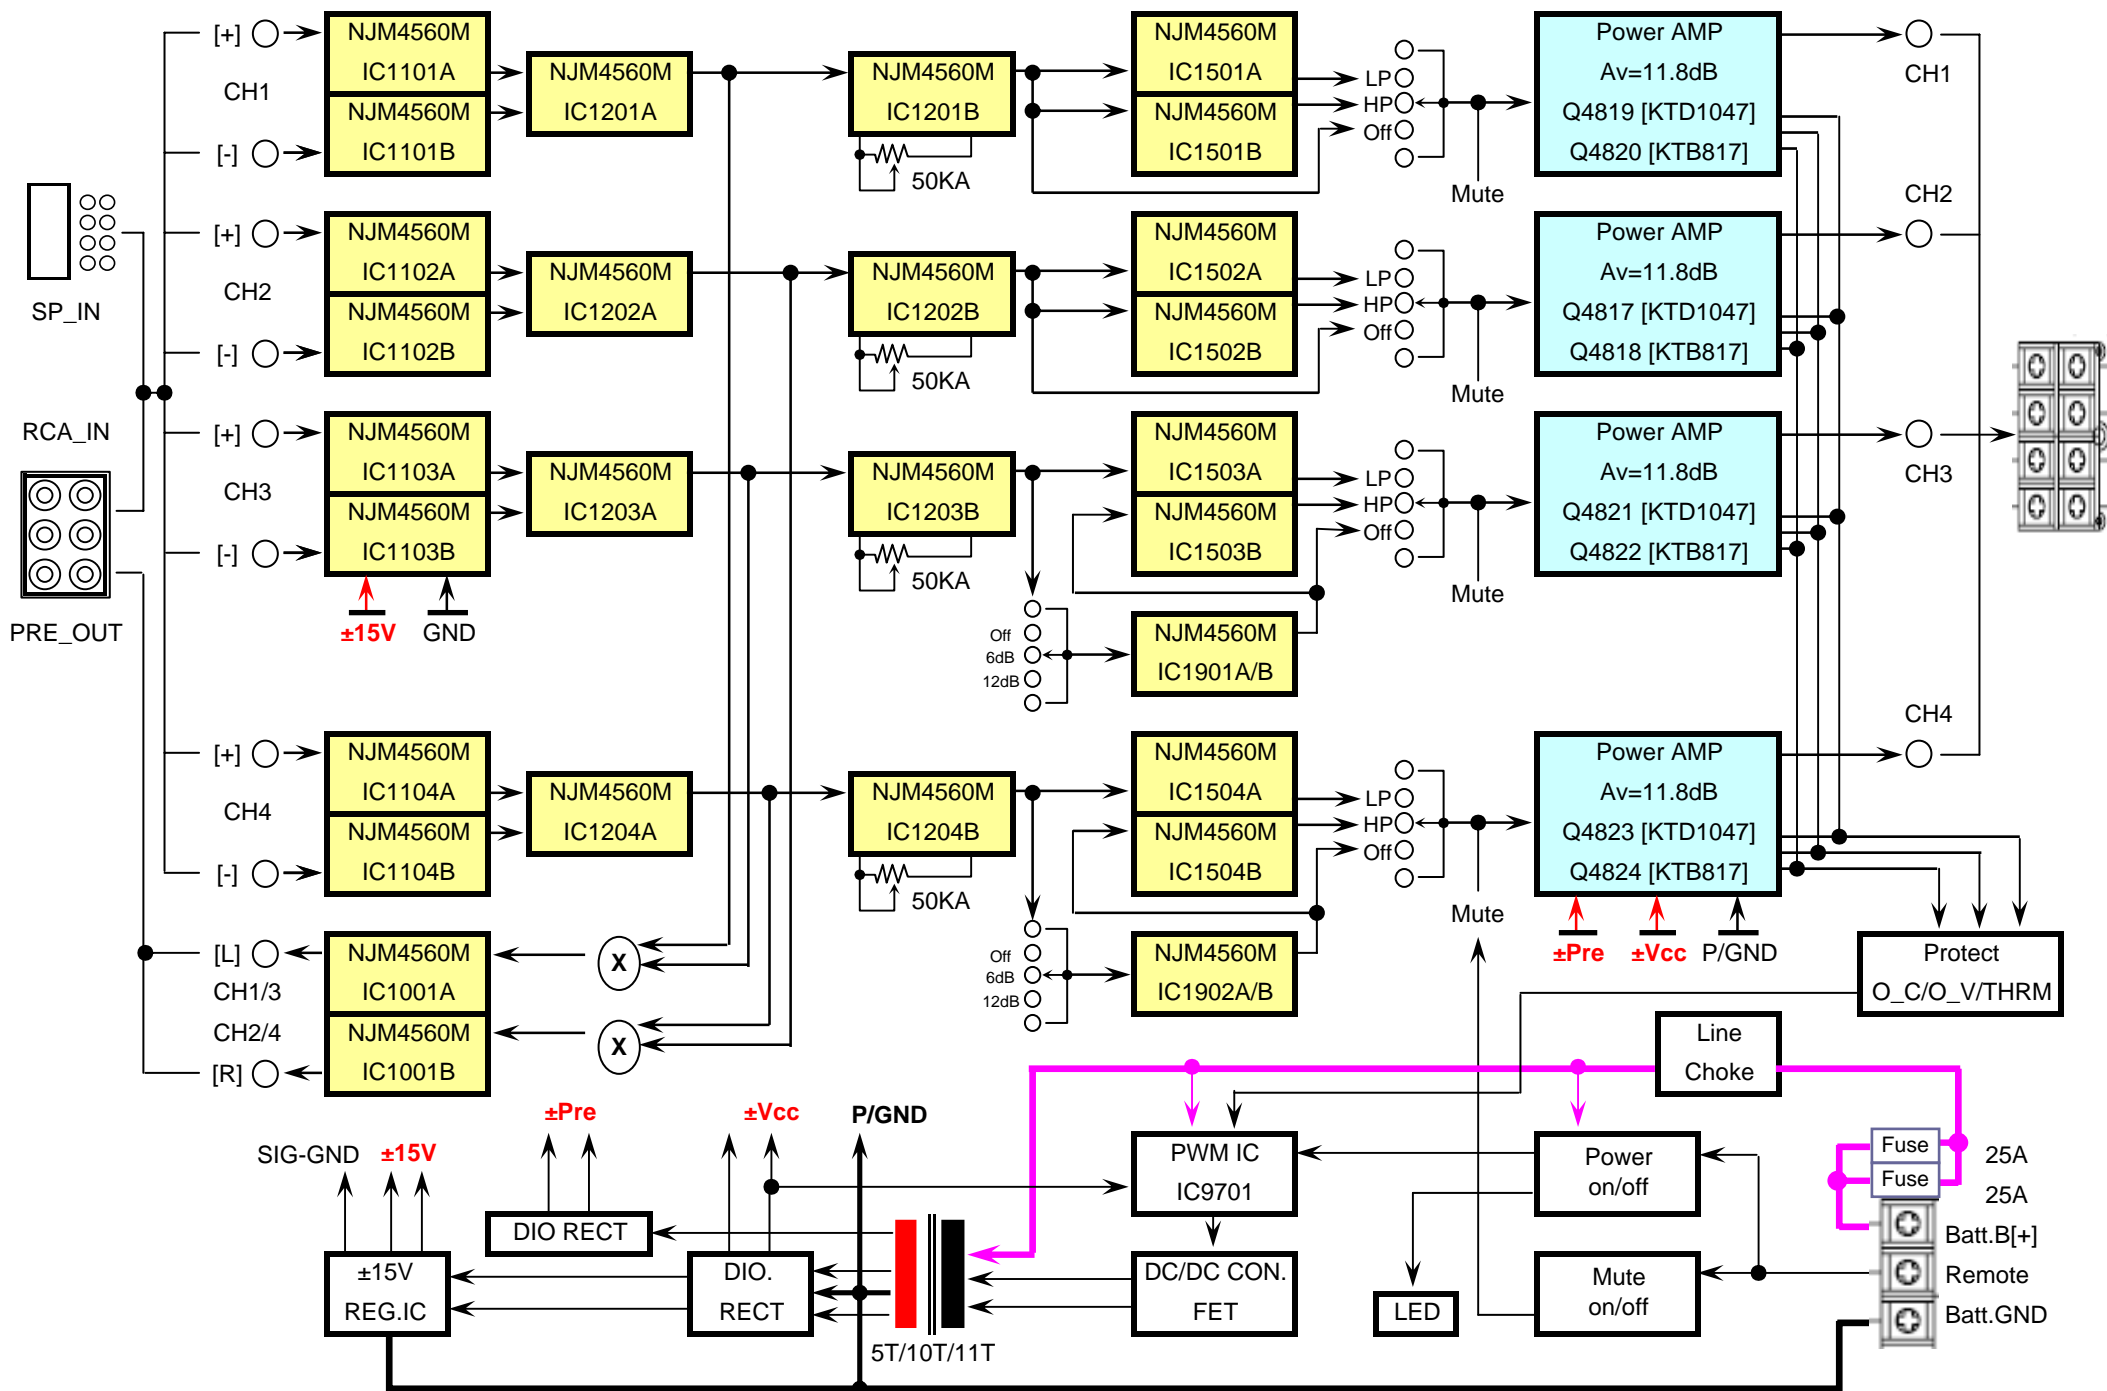 [+]
CH1
[-]
NJM4560M
IC1101A
NJM4560M
IC1101B
NJM4560M
IC1201A
NJM4560M
IC1201B
50KA
NJM4560M
IC1501A
NJM4560M
IC1501B
LP
HP
Off
Mute
Power AMP
Av=11.8dB
Q4819 [KTD1047]
Q4820 [KTB817]
CH1
SP_IN
[+]
CH2
[-]
NJM4560M
IC1102A
NJM4560M
IC1102B
NJM4560M
IC1202A
NJM4560M
IC1202B
50KA
NJM4560M
IC1502A
NJM4560M
IC1502B
LP
HP
Off
Mute
Power AMP
Av=11.8dB
Q4817 [KTD1047]
Q4818 [KTB817]
CH2
RCA_IN
PRE_OUT
[+]
CH3
[-]
NJM4560M
IC1103A
NJM4560M
IC1103B
±15V
GND
NJM4560M
IC1203A
NJM4560M
IC1203B
50KA
Off
6dB
12dB
NJM4560M
IC1503A
NJM4560M
IC1503B
NJM4560M
IC1901A/B
LP
HP
Off
Mute
Power AMP
Av=11.8dB
Q4821 [KTD1047]
Q4822 [KTB817]
CH3
[+]
CH4
[-]
NJM4560M
IC1104A
NJM4560M
IC1104B
NJM4560M
IC1204A
NJM4560M
IC1204B
50KA
Off
6dB
12dB
NJM4560M
IC1504A
NJM4560M
IC1504B
NJM4560M
IC1902A/B
LP
HP
Off
Mute
Power AMP
Av=11.8dB
Q4823 [KTD1047]
Q4824 [KTB817]
±Pre
±Vcc
P/GND
CH4
Protect
O_C/O_V/THRM
[L]
CH1/3
CH2/4
[R]
NJM4560M
IC1001A
NJM4560M
IC1001B
X
X
Line
Choke
SIG-GND
±15V
±Pre
±Vcc
P/GND
PWM IC
IC9701
Power
on/off
Fuse
25A
Fuse
25A
DIO RECT
±15V
REG.IC
DIO.
RECT
5T/10T/11T
DC/DC CON.
FET
LED
Mute
on/off
Batt.B[+]
Remote
Batt.GND